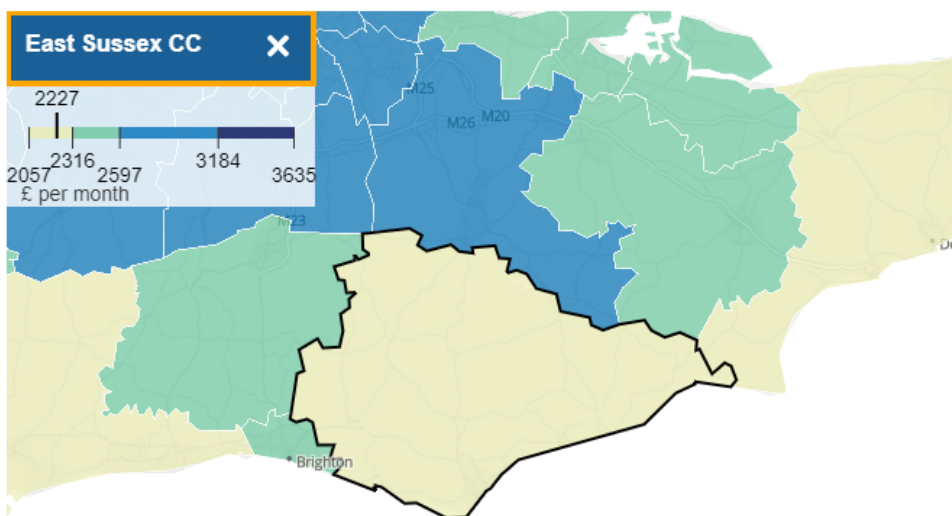 East Sussex CC
2227
2057 2316 2597 3184 3635
£ per month
M25
M26 M20
M23
Brighton